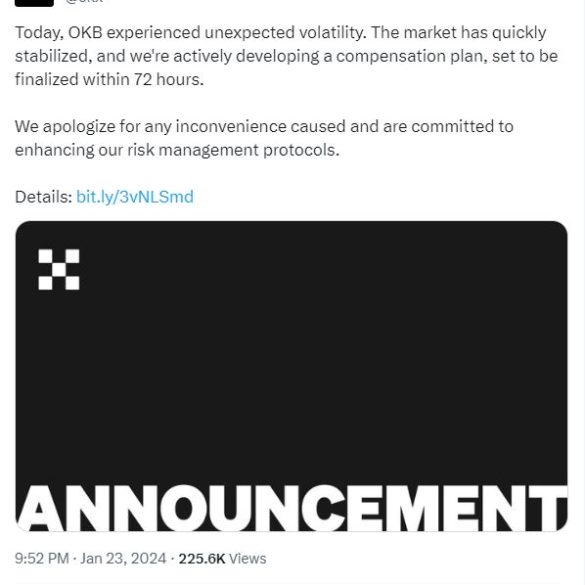 Today, OKB experienced unexpected volatility. The market has quickly
stabilized, and we're actively developing a compensation plan, set to be
finalized within 72 hours.
We apologize for any inconvenience caused and are committed to
enhancing our risk management protocols.
Details: bit.ly/3vNLSmd
ANNOUNCEMENT
9:52 PM · Jan 23, 2024 · 225.6K Views